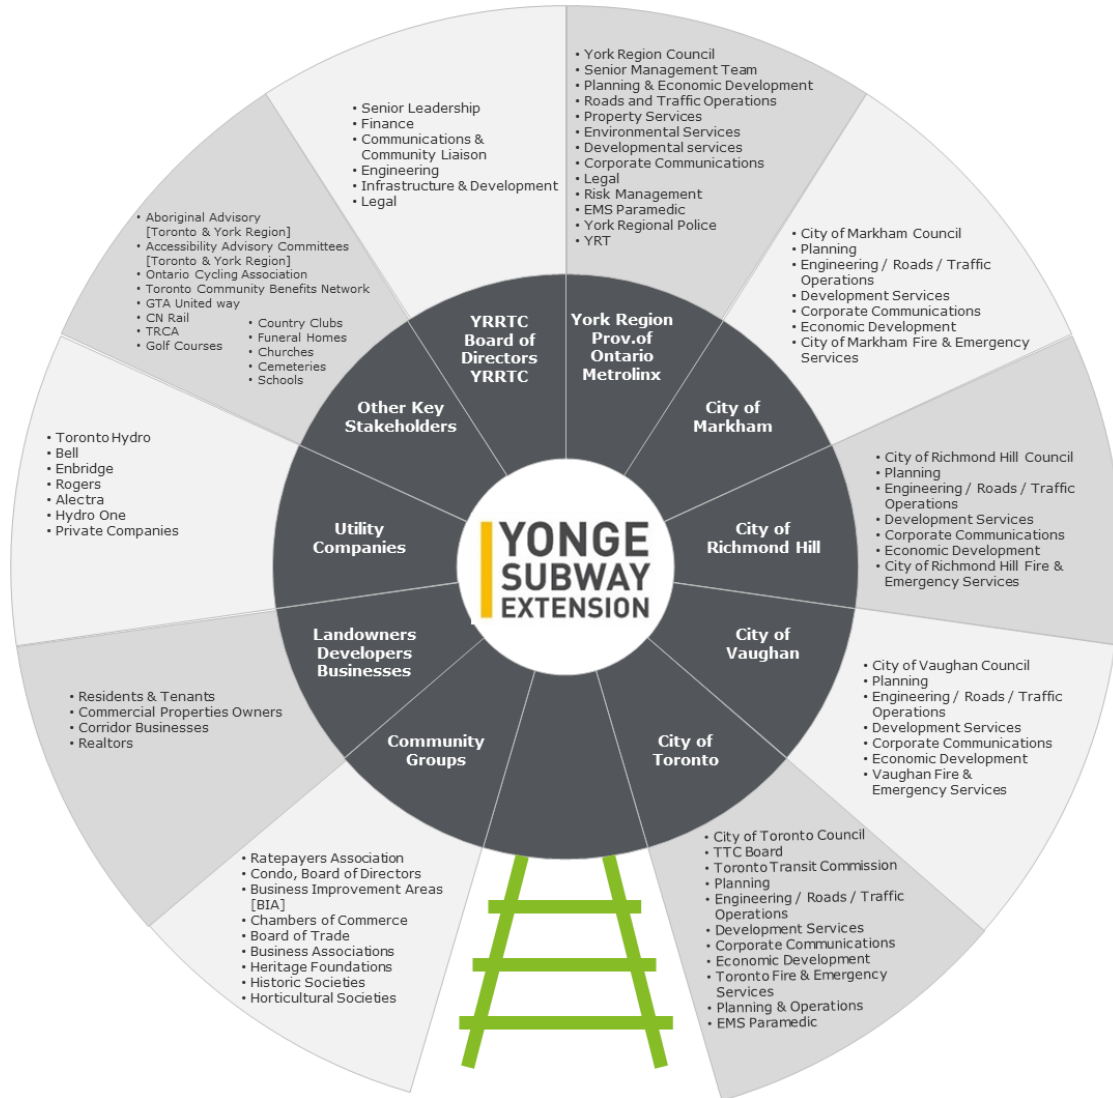 YONGE
SUBWAY
EXTENSION
York Region
Prov.of
Ontario
Metrolinx
• York Region Council
• Senior Management Team
• Planning & Economic Development
• Roads and Traffic Operations
• Property Services
• Environmental Services
• Developmental services
• Corporate Communications
• Legal
• Risk Management
• EMS Paramedic
• York Regional Police
• YRT
City of
Markham
• City of Markham Council
• Planning
• Engineering / Roads / Traffic
Operations
• Development Services
• Corporate Communications
• Economic Development
• City of Markham Fire & Emergency
Services
City of
Richmond Hill
• City of Richmond Hill Council
• Planning
• Engineering / Roads / Traffic
Operations
• Development Services
• Corporate Communications
• Economic Development
• City of Richmond Hill Fire &
Emergency Services
City of
Vaughan
• City of Vaughan Council
• Planning
• Engineering / Roads / Traffic
Operations
• Development Services
• Corporate Communications
• Economic Development
• Vaughan Fire &
Emergency Services
City of
Toronto
• City of Toronto Council
• TTC Board
• Toronto Transit Commission
• Planning
• Engineering / Roads / Traffic
Operations
• Development Services
• Corporate Communications
• Economic Development
• Toronto Fire & Emergency
Services
• Planning & Operations
• EMS Paramedic
Community
Groups
• Ratepayers Association
• Condo, Board of Directors
• Business Improvement Areas
[BIA]
• Chambers of Commerce
• Board of Trade
• Business Associations
• Heritage Foundations
• Historic Societies
• Horticultural Societies
Landowners
Developers
Businesses
• Residents & Tenants
• Commercial Properties Owners
• Corridor Businesses
• Realtors
Utility
Companies
• Toronto Hydro
• Bell
• Enbridge
• Rogers
• Alectra
• Hydro One
• Private Companies
Other Key
Stakeholders
• Aboriginal Advisory
[Toronto & York Region]
• Accessibility Advisory Committees
[Toronto & York Region]
• Ontario Cycling Association
• Toronto Community Benefits Network
• GTA United way
• CN Rail
• TRCA
• Golf Courses
• Country Clubs
• Funeral Homes
• Churches
• Cemeteries
• Schools
YRRTC
Board of
Directors
YRRTC
• Senior Leadership
• Finance
• Communications &
Community Liaison
• Engineering
• Infrastructure & Development
• Legal